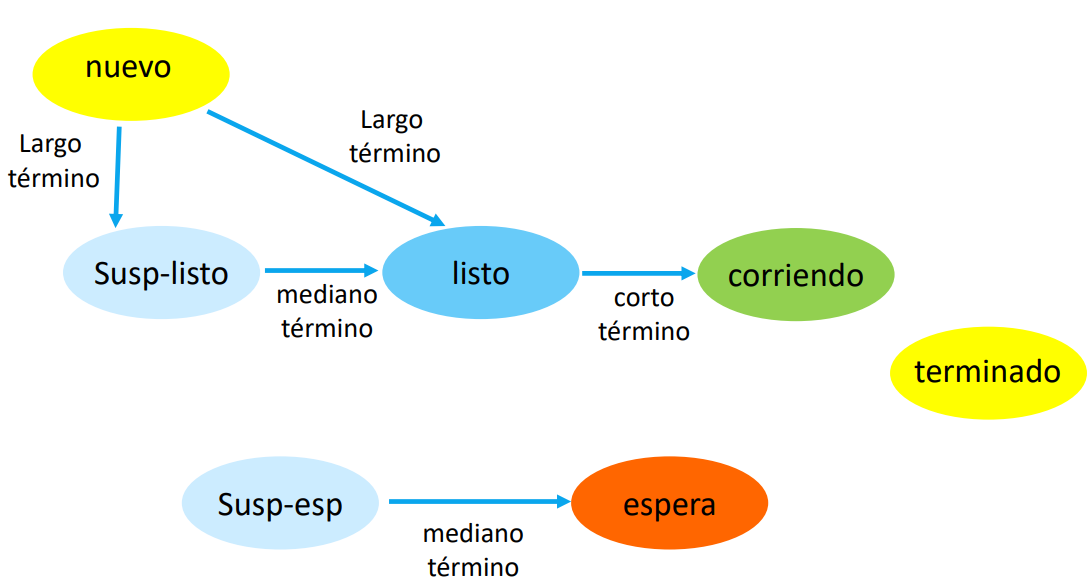 nuevo
Largo
término
Largo
término
Susp-listo
mediano
término
listo
corto
término
corriendo
terminado
Susp-esp
mediano
término
espera